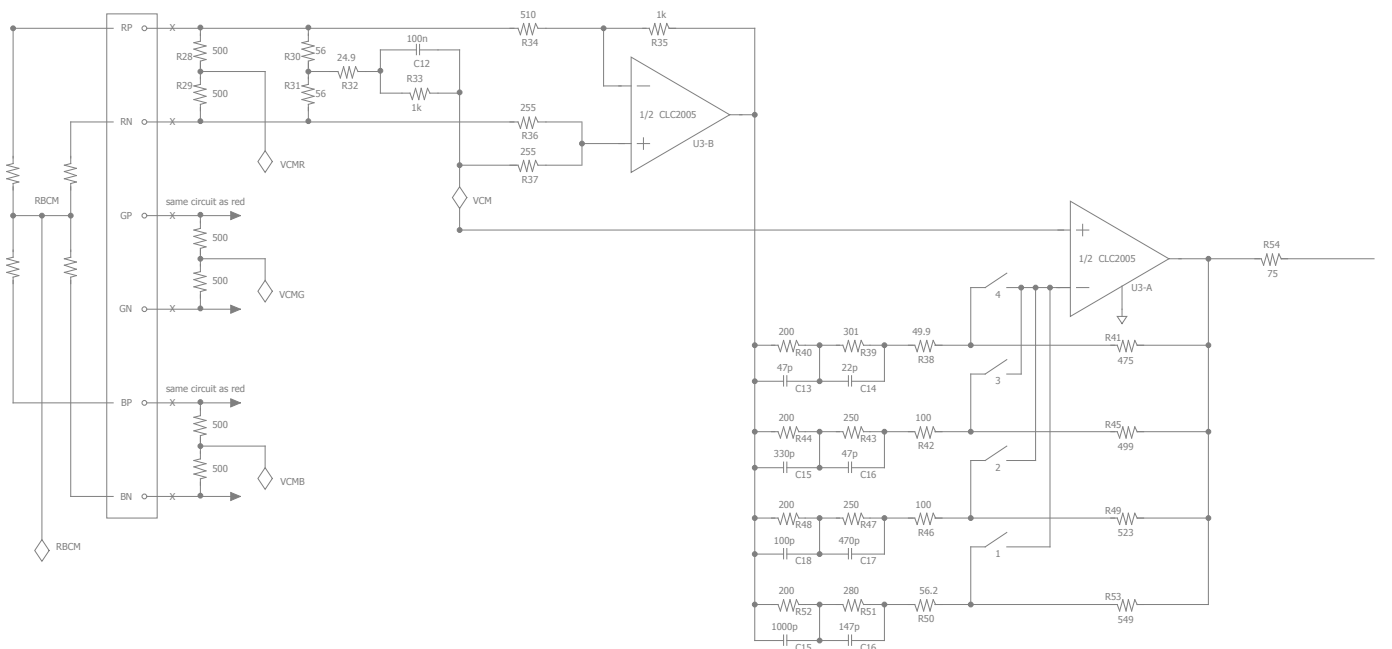 RP
X
R28
500
R29
500
R30
56
R31
56
24.9
R32
100n
C12
R33
1k
510
R34
1k
R35
RN
X
VCMR
255
R36
255
R37
1/2 CLC2005
U3-B
VCM
RBCM
GP
X
same circuit as red
500
500
VCMG
GN
X
1/2 CLC2005
U3-A
R54
75
4
200
R40
301
R39
49.9
R38
R41
475
47p
C13
22p
C14
3
BP
X
same circuit as red
500
500
VCMB
BN
X
RBCM
200
R44
250
R43
100
R42
R45
499
330p
C15
47p
C16
2
200
R48
250
R47
100
R46
R49
523
100p
C18
470p
C17
1
200
R52
280
R51
56.2
R50
R53
549
1000p
C15
147p
C16